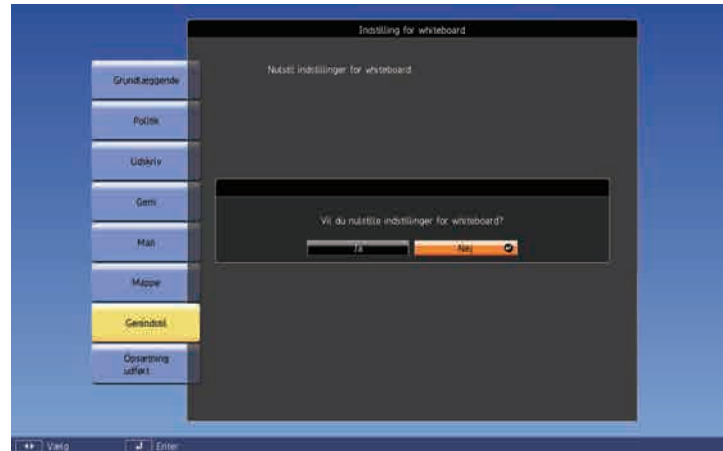 Indstilling for whiteboard
Nulstil indstillinger for whiteboard
Grundlæggende
Politik
Udskriv
Gem
Mail
Mappe
Genindstil
Opsætning
udført
Vil du nulstille indstillinger for whiteboard?
Ja
Nej
Vælg
Enter